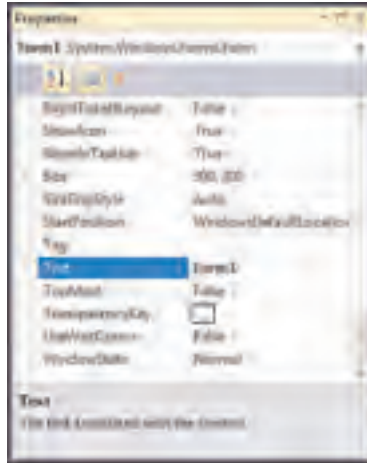 Properties
Form1 System.Windows.Forms.Form
RightToLeftLayout False
ShowIcon True
ShowInTaskbar True
Size 300, 300
SizeGripStyle Auto
StartPosition WindowsDefaultLocation
Tag
Text Form1
TopMost False
TransparencyKey
UseWaitCursor False
WindowState Normal
Text
The text associated with the control.